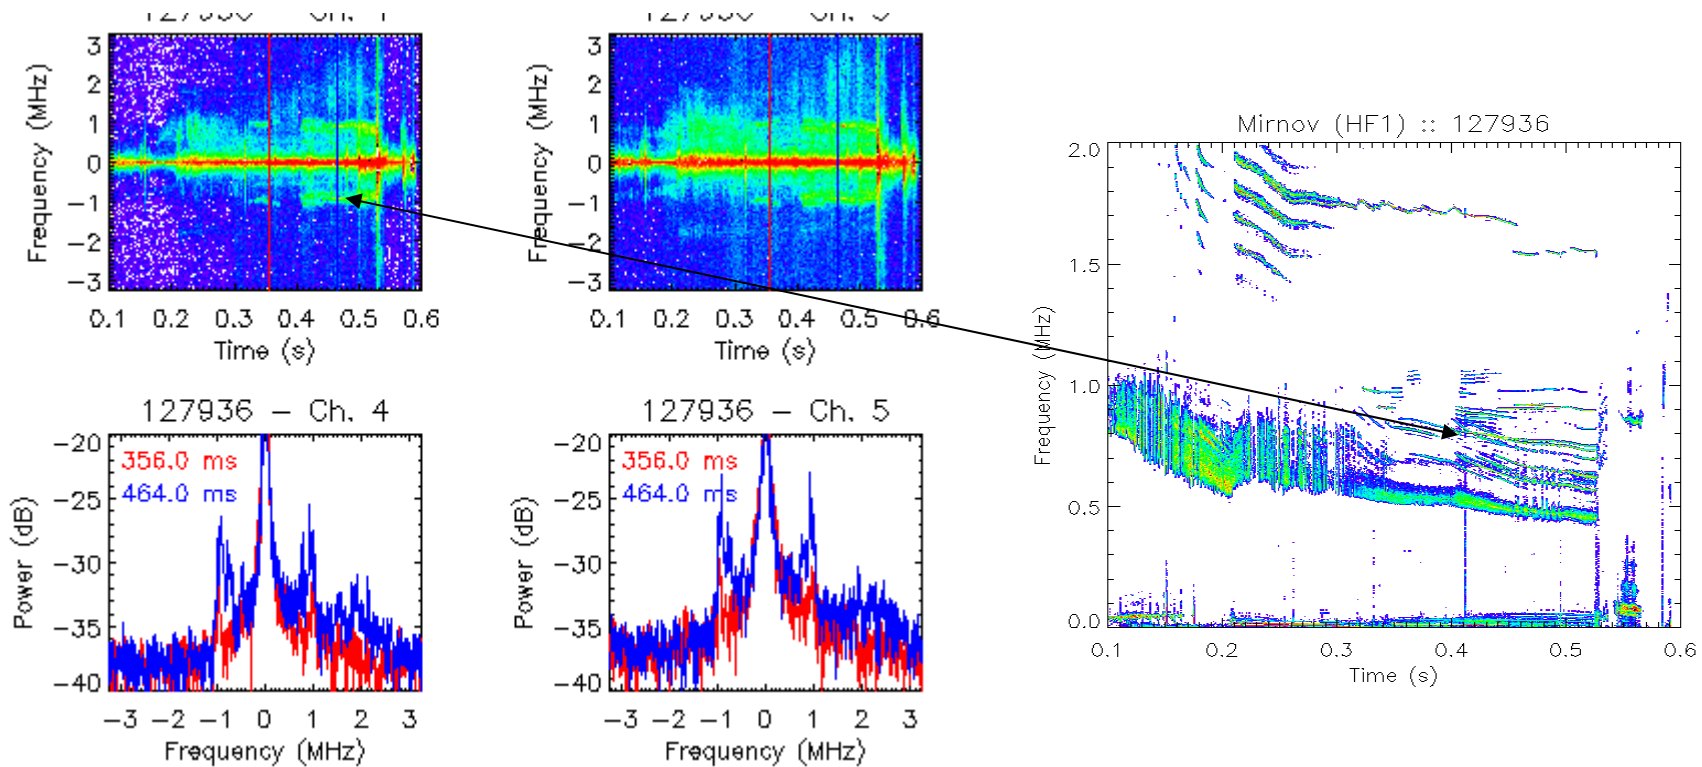 3
2
1
0
−1
−2
−3
Frequency (MHz)
0.1 0.2 0.3 0.4 0.5 0.6
Time (s)
3
2
1
0
−1
−2
−3
Frequency (MHz)
0.1 0.2 0.3 0.4 0.5 0.6
Time (s)
127936 − Ch. 4
−20
−25
−30
−35
−40
Power (dB)
356.0 ms
464.0 ms
−3 −2 −1 0 1 2 3
Frequency (MHz)
127936 − Ch. 5
−20
−25
−30
−35
−40
Power (dB)
356.0 ms
464.0 ms
−3 −2 −1 0 1 2 3
Frequency (MHz)
Mirnov (HF1) :: 127936
2.0
1.5
1.0
0.5
0.0
Frequency (MHz)
0.1 0.2 0.3 0.4 0.5 0.6
Time (s)